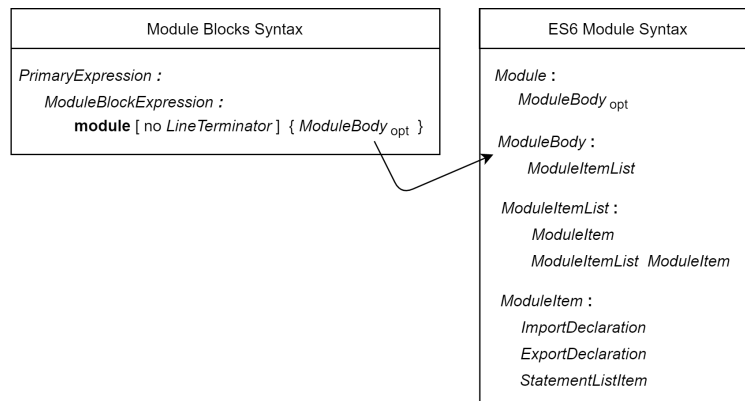 Module Blocks Syntax
PrimaryExpression :
ModuleBlockExpression :
module [ no LineTerminator ] { ModuleBody opt }
ES6 Module Syntax
Module :
ModuleBody opt
ModuleBody :
ModuleItemList
ModuleItemList :
ModuleItem
ModuleItemList ModuleItem
ModuleItem :
ImportDeclaration
ExportDeclaration
StatementListItem